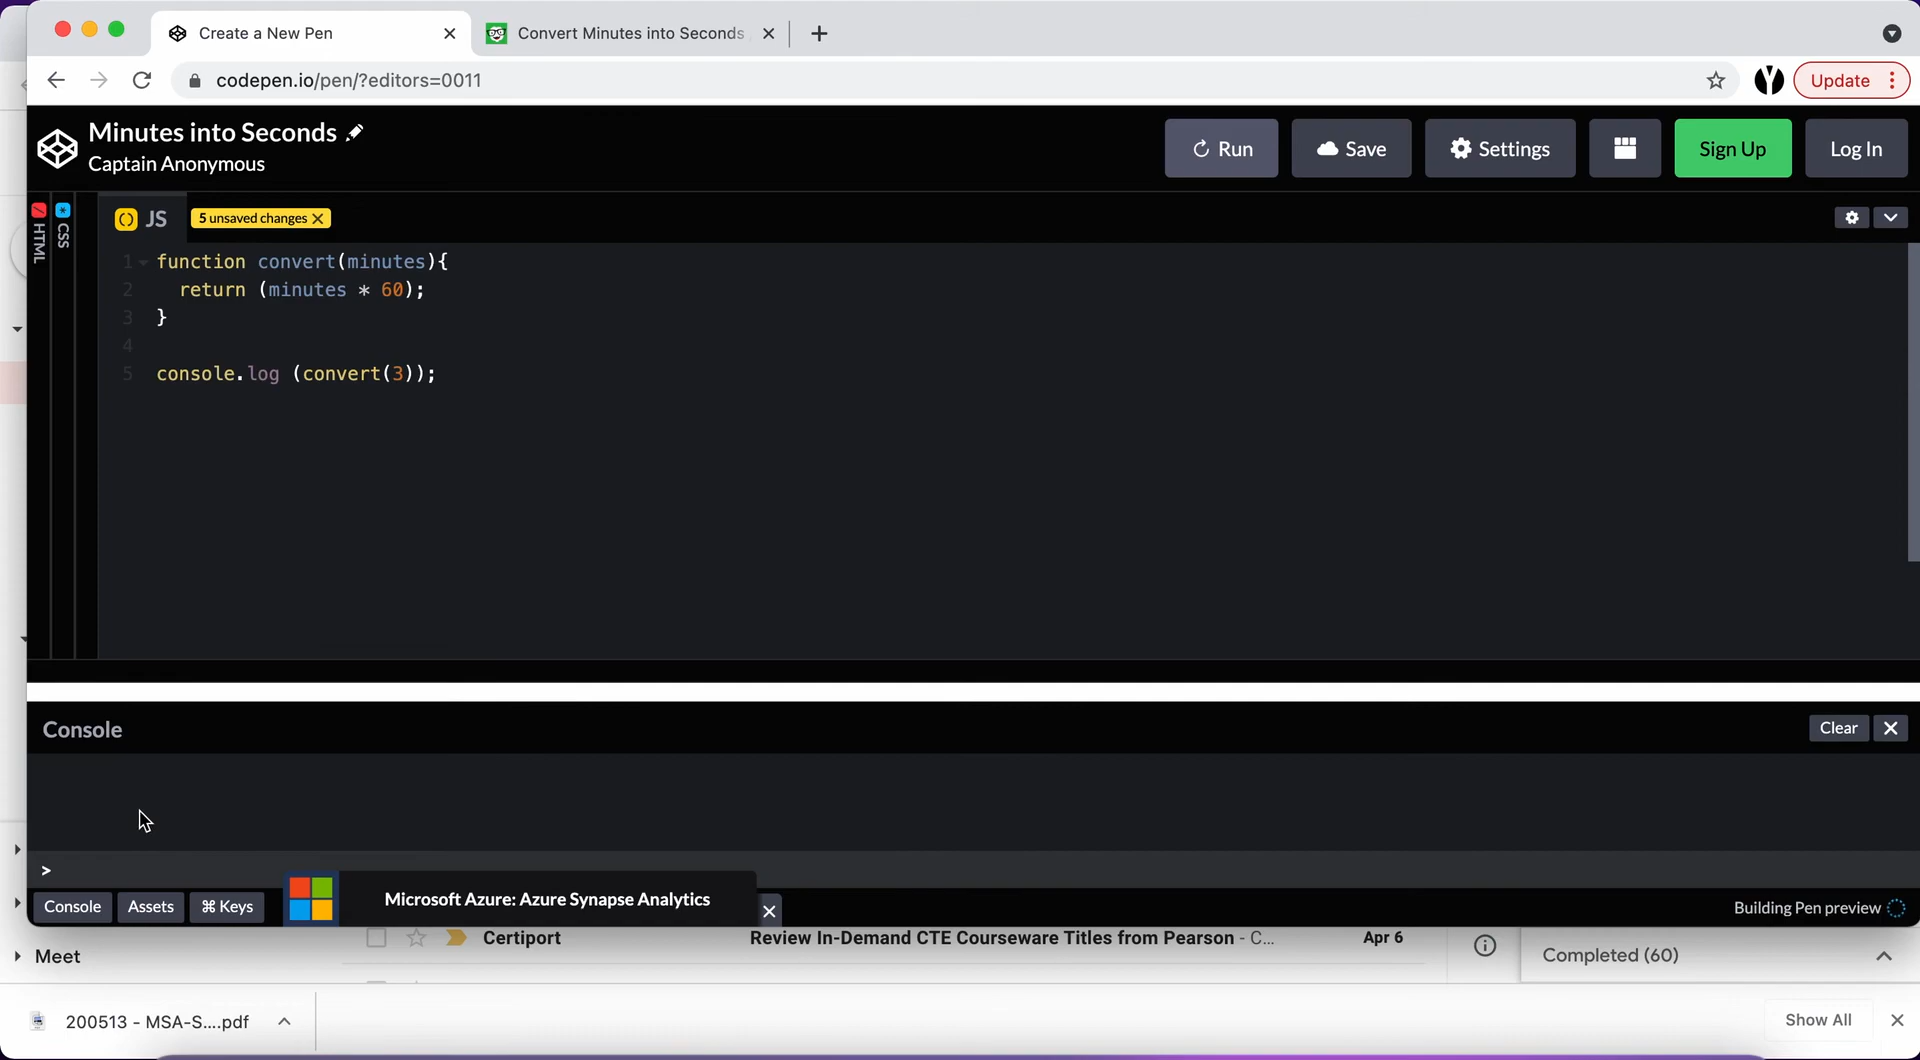 Create a New Pen
Convert Minutes into Seconds
codepen.io/pen/?editors=0011
Update
Minutes into Seconds
Captain Anonymous
Run
Save
Settings
Sign Up
Log In
HTML
CSS
JS
5 unsaved changes
1 function convert(minutes){
2 return (minutes * 60);
3 }
4
5 console.log (convert(3));
Console
Clear
>
Console
Assets
⌘ Keys
Microsoft Azure: Azure Synapse Analytics
Building Pen preview
Certiport
Review In-Demand CTE Courseware Titles from Pearson - C...
Apr 6
Meet
Completed (60)
200513 - MSA-S....pdf
Show All